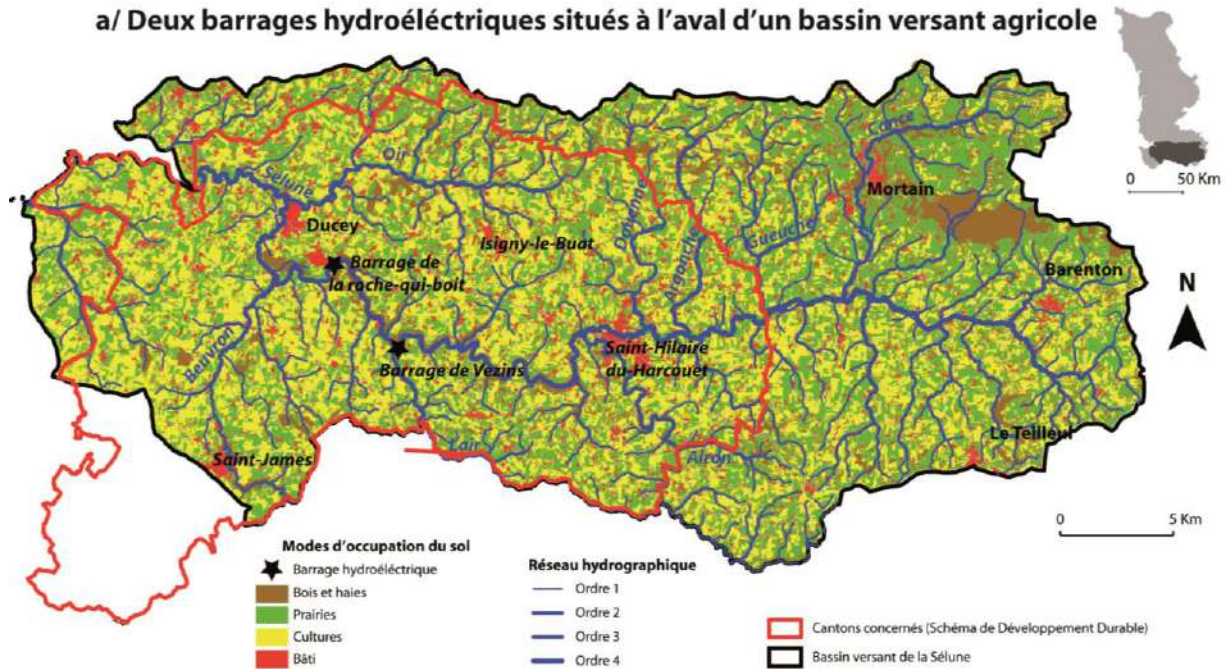 a/ Deux barrages hydroéléctriques situés à l'aval d'un bassin versant agricole
0 50 Km
Cance
Oir
Sélune
Mortain
Ducey
Isigny-le-Buat
Gueuche
Argonche
Barrage de
la roche-qui-boit
Barenton
N
Beuvron
Saint-Hilaire
du-Harcouët
Barrage de Vezins
Le Teilleul
Lair
Airon
Saint-James
0 5 Km
Modes d'occupation du sol
Barrage hydroéléctrique
Bois et haies
Prairies
Cultures
Bâti
Réseau hydrographique
Ordre 1
Ordre 2
Ordre 3
Ordre 4
Cantons concernés (Schéma de Développement Durable)
Bassin versant de la Sélune